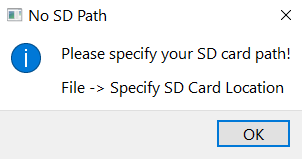 No SD Path
Please specify your SD card path!
File -> Specify SD Card Location
OK